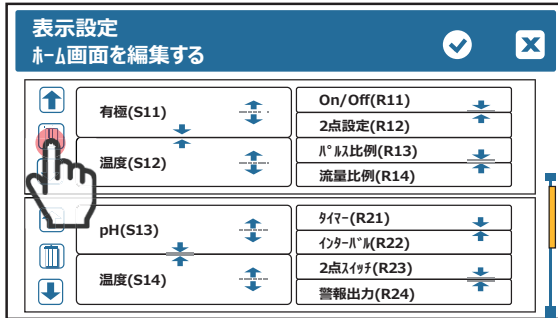 表示設定
ﾎｰﾑ画面を編集する
有極(S11)
温度(S12)
On/Off(R11)
2点設定(R12)
ﾊﾟﾙｽ比例(R13)
流量比例(R14)
pH(S13)
温度(S14)
ﾀｲﾏｰ(R21)
ｲﾝﾀｰﾊﾞﾙ(R22)
2点ｽｲｯﾁ(R23)
警報出力(R24)